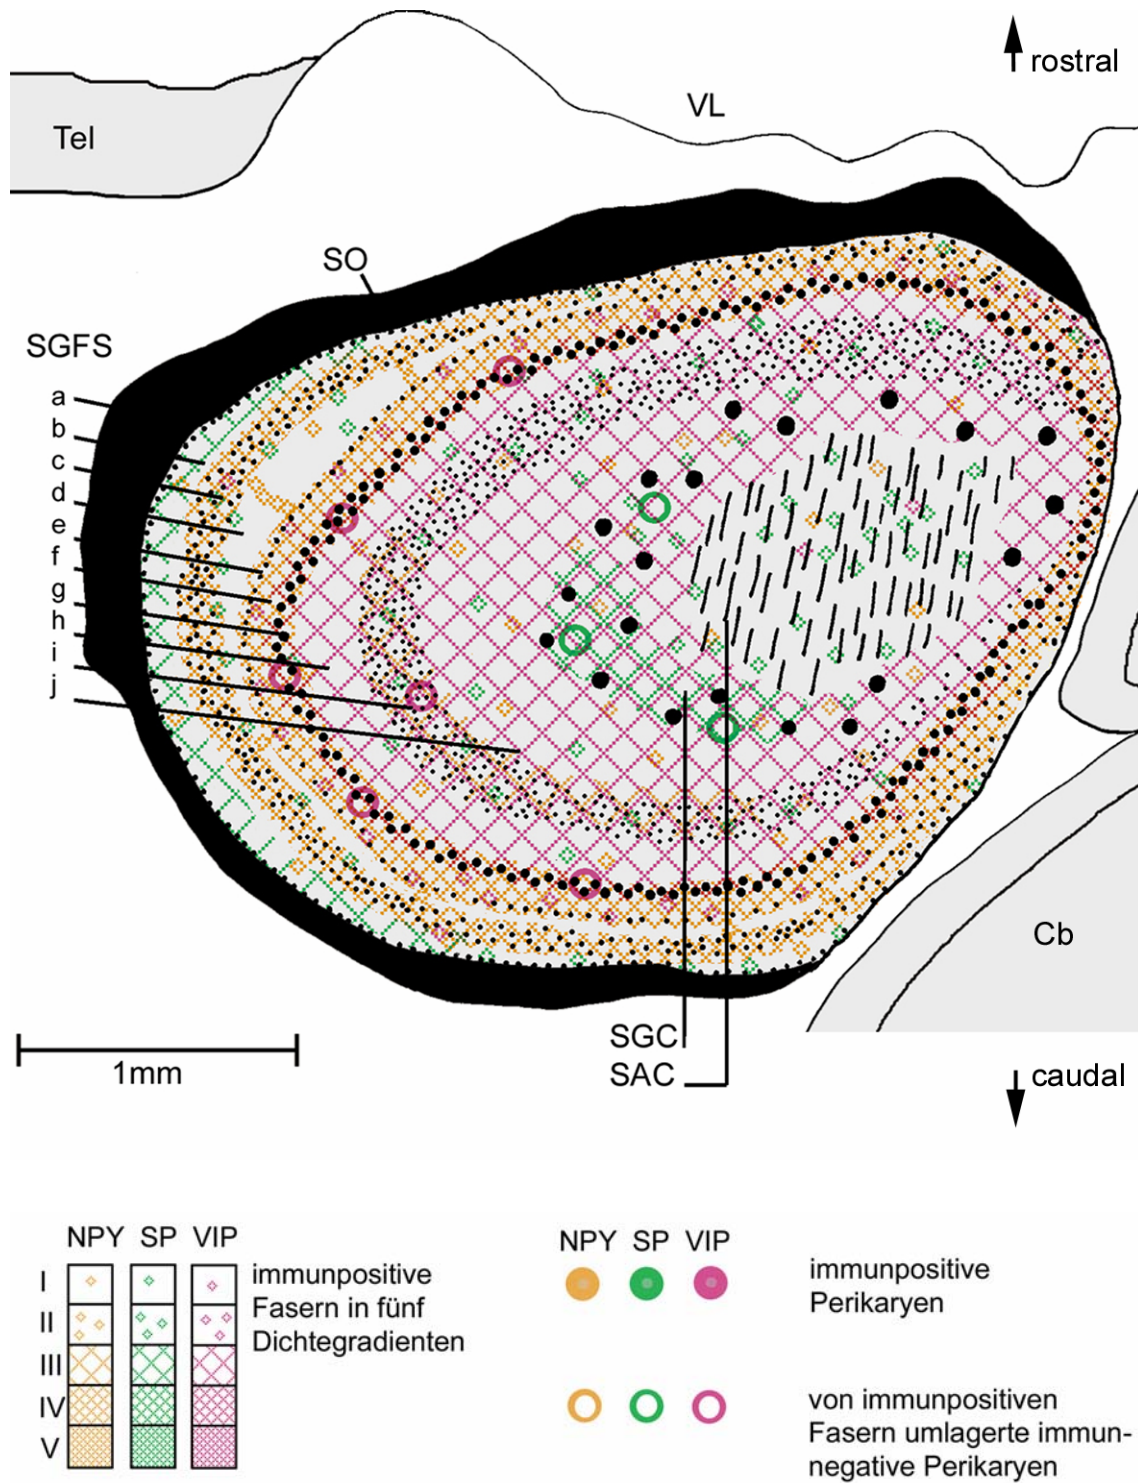 rostral
VL
Tel
SO
SGFS
a
b
c
d
e
f
g
h
i
j
Cb
SGC
SAC
1mm
caudal
NPY SP VIP
I
II
III
IV
V
immunpositive
Fasern in fünf
Dichtegradienten
NPY SP VIP
immunpositive
Perikaryen
von immunpositiven
Fasern umlagerte immun-
negative Perikaryen